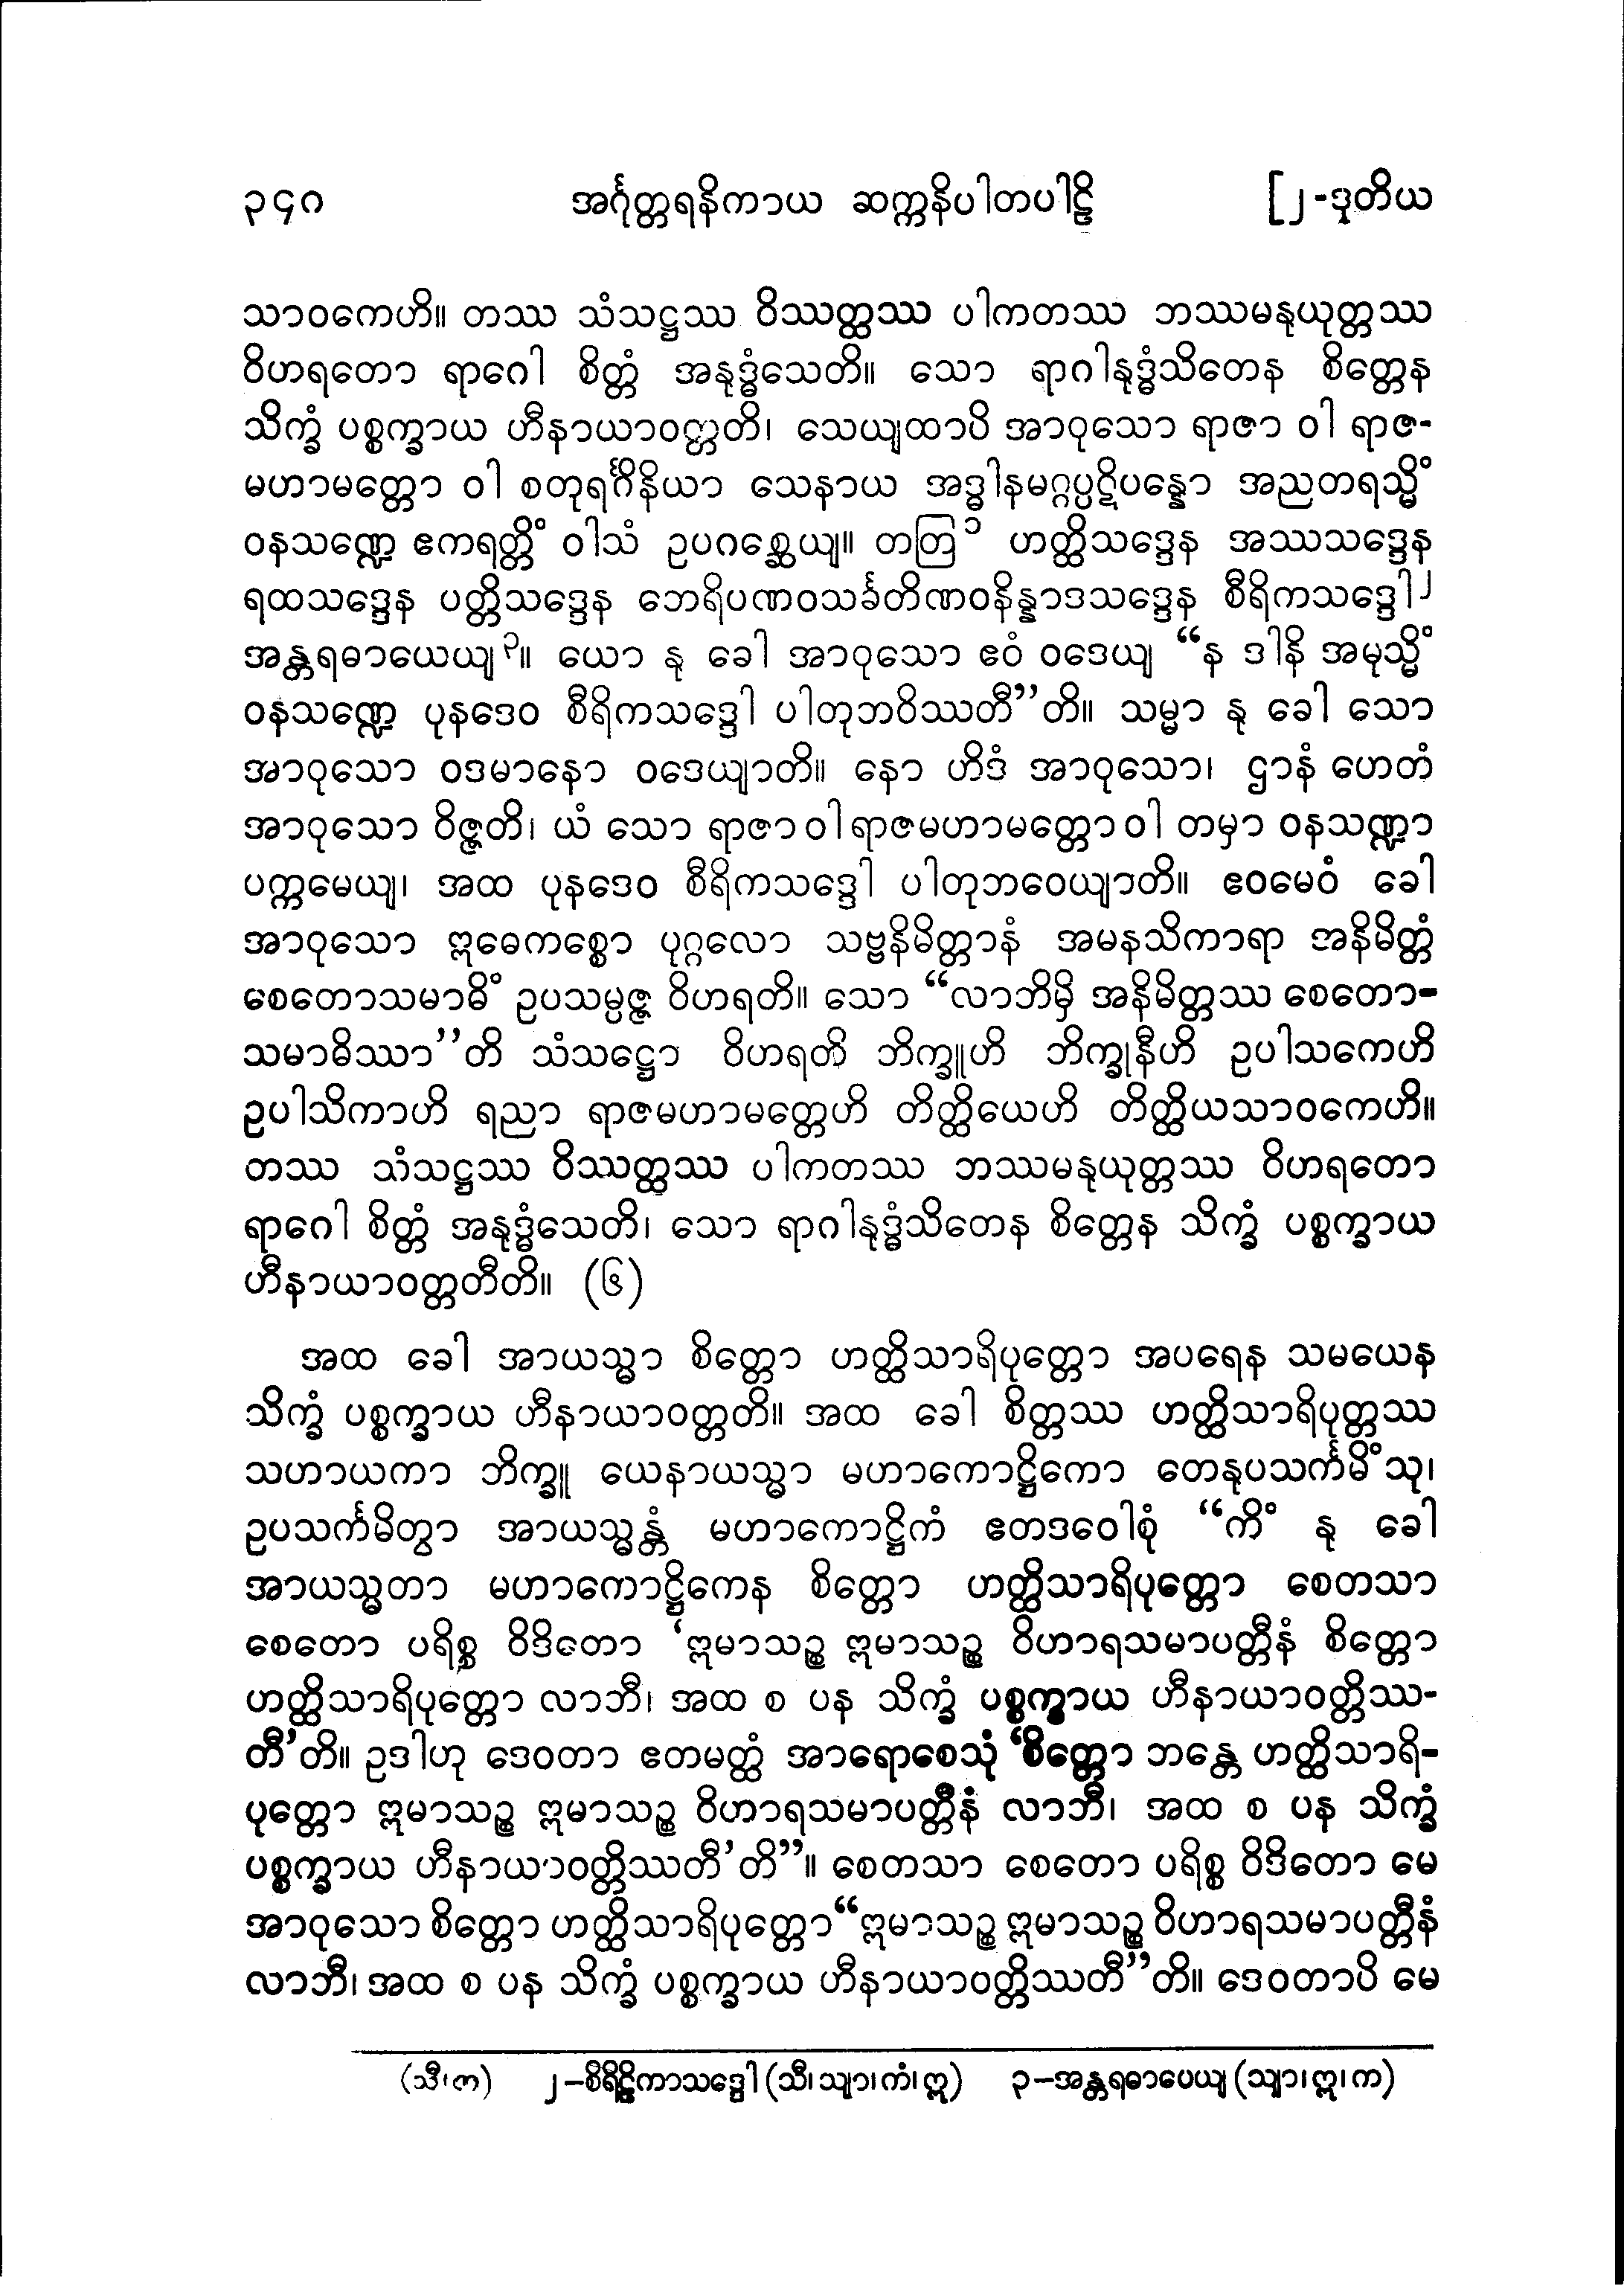 ၃၄၈ အင်္ဂုတ္တရနိကာယ ဆက္ကနိပါတပါဠိ [၂-ဒုတိယ
သာဝကေဟိ။ တဿ သံသဋ္ဌဿ ဝိဿတ္ထဿ ပါကတဿ ဘဿမနုယုတ္တဿ
ဝိဟရတော ရာဂေါ စိတ္တံ အနုဒ္ဓံသေတိ။ သော ရာဂါနုဒ္ဓံသိတေန စိတ္တေန
သိက္ခံ ပစ္စက္ခာယ ဟီနာယာဝတ္တတိ၊ သေယျထာပိ အာဝုသော ရာဇာ ဝါ ရာဇ-
မဟာမတ္တော ဝါ စတုရင်္ဂိနိယာ သေနာယ အဒ္ဓါနမဂ္ဂပ္ပဋိပန္နော အညတရသ္မိံ
ဝနသဏ္ဍေ ဧကရတ္တိံ ဝါသံ ဥပဂစ္ဆေယျ။ တတြ ၁ ဟတ္ထိသဒ္ဒေန အဿသဒ္ဒေန
ရထသဒ္ဒေန ပတ္တိသဒ္ဒေန ဘေရိပဏဝသင်္ခတိဏဝနိန္နာဒသဒ္ဒေန စီရိကသဒ္ဒေါ ၂
အန္တရဓာယေယျ ၃။ ယော နု ခေါ အာဝုသော ဧဝံ ဝဒေယျ “န ဒါနိ အမုသ္မိံ
ဝနသဏ္ဍေ ပုနဒေဝ စီရိကသဒ္ဒေါ ပါတုဘဝိဿတီ”တိ။ သမ္မာ နု ခေါ သော
အာဝုသော ဝဒမာနော ဝဒေယျာတိ။ နော ဟိဒံ အာဝုသော၊ ဌာနံ ဟေတံ
အာဝုသော ဝိဇ္ဇတိ၊ ယံ သော ရာဇာ ဝါ ရာဇမဟာမတ္တော ဝါ တမှာ ဝနသဏ္ဍာ
ပက္ကမေယျ၊ အထ ပုနဒေဝ စီရိကသဒ္ဒေါ ပါတုဘဝေယျာတိ။ ဧဝမေဝံ ခေါ
အာဝုသော ဣဓေကစ္စော ပုဂ္ဂလော သဗ္ဗနိမိတ္တာနံ အမနသိကာရာ အနိမိတ္တံ
စေတောသမာဓိံ ဥပသမ္ပဇ္ဇ ဝိဟရတိ။ သော “လာဘိမှိ အနိမိတ္တဿ စေတော-
သမာဓိဿာ”တိ သံသဋ္ဌော ဝိဟရတိ ဘိက္ခူဟိ ဘိက္ခုနီဟိ ဥပါသကေဟိ
ဥပါသိကာဟိ ရညာ ရာဇမဟာမတ္တေဟိ တိတ္ထိယေဟိ တိတ္ထိယသာဝကေဟိ။
တဿ သံသဋ္ဌဿ ဝိဿတ္ထဿ ပါကတဿ ဘဿမနုယုတ္တဿ ဝိဟရတော
ရာဂေါ စိတ္တံ အနုဒ္ဓံသေတိ၊ သော ရာဂါနုဒ္ဓံသိတေန စိတ္တေန သိက္ခံ ပစ္စက္ခာယ
ဟီနာယာဝတ္တတီတိ။ (၆)
အထ ခေါ အာယသ္မာ စိတ္တော ဟတ္ထိသာရိပုတ္တော အပရေန သမယေန
သိက္ခံ ပစ္စက္ခာယ ဟီနာယာဝတ္တတိ။ အထ ခေါ စိတ္တဿ ဟတ္ထိသာရိပုတ္တဿ
သဟာယကာ ဘိက္ခူ ယေနာယသ္မာ မဟာကောဋ္ဌိကော တေနုပသင်္ကမိံသု၊
ဥပသင်္ကမိတွာ အာယသ္မန္တံ မဟာကောဋ္ဌိကံ ဧတဒဝေါစုံ “ကိံ နု ခေါ
အာယသ္မတာ မဟာကောဋ္ဌိကေန စိတ္တော ဟတ္ထိသာရိပုတ္တော စေတသာ
စေတော ပရိစ္စ ဝိဒိတော ‘ဣမာသဉ္စ ဣမာသဉ္စ ဝိဟာရသမာပတ္တီနံ စိတ္တော
ဟတ္ထိသာရိပုတ္တော လာဘီ၊ အထ စ ပန သိက္ခံ ပစ္စက္ခာယ ဟီနာယာဝတ္တိဿ-
တီ’တိ။ ဥဒါဟု ဒေဝတာ ဧတမတ္ထံ အာရောစေသုံ ‘စိတ္တော ဘန္တေ ဟတ္ထိသာရိ-
ပုတ္တော ဣမာသဉ္စ ဣမာသဉ္စ ဝိဟာရသမာပတ္တီနံ လာဘီ၊ အထ စ ပန သိက္ခံ
ပစ္စက္ခာယ ဟီနာယာဝတ္တိဿတီ’တိ”။ စေတသာ စေတော ပရိစ္စ ဝိဒိတော မေ
အာဝုသော စိတ္တော ဟတ္ထိသာရိပုတ္တော “ဣမာသဉ္စ ဣမာသဉ္စ ဝိဟာရသမာပတ္တီနံ
လာဘီ၊ အထ စ ပန သိက္ခံ ပစ္စက္ခာယ ဟီနာယာဝတ္တိဿတီ”တိ။ ဒေဝတာပိ မေ
(သီ၊ က) ၂-စိရိဠိကာသဒ္ဒေါ (သီ၊ သျာ၊ ကံ၊ ဣ) ၃-အန္တရဓာပေယျ (သျာ၊ ဣ၊ က)